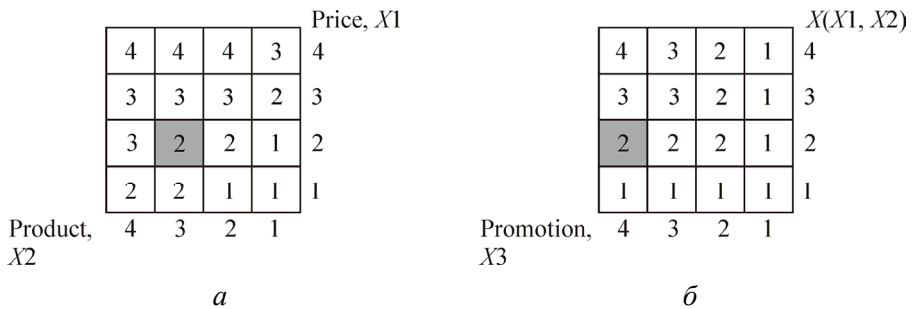 Price, X1
4 4 4 3 4
3 3 3 2 3
3 2 2 1 2
2 2 1 1 1
Product, X2
4 3 2 1
а
X(X1, X2)
4 3 2 1 4
3 3 2 1 3
2 2 2 1 2
1 1 1 1 1
Promotion, X3
4 3 2 1
б